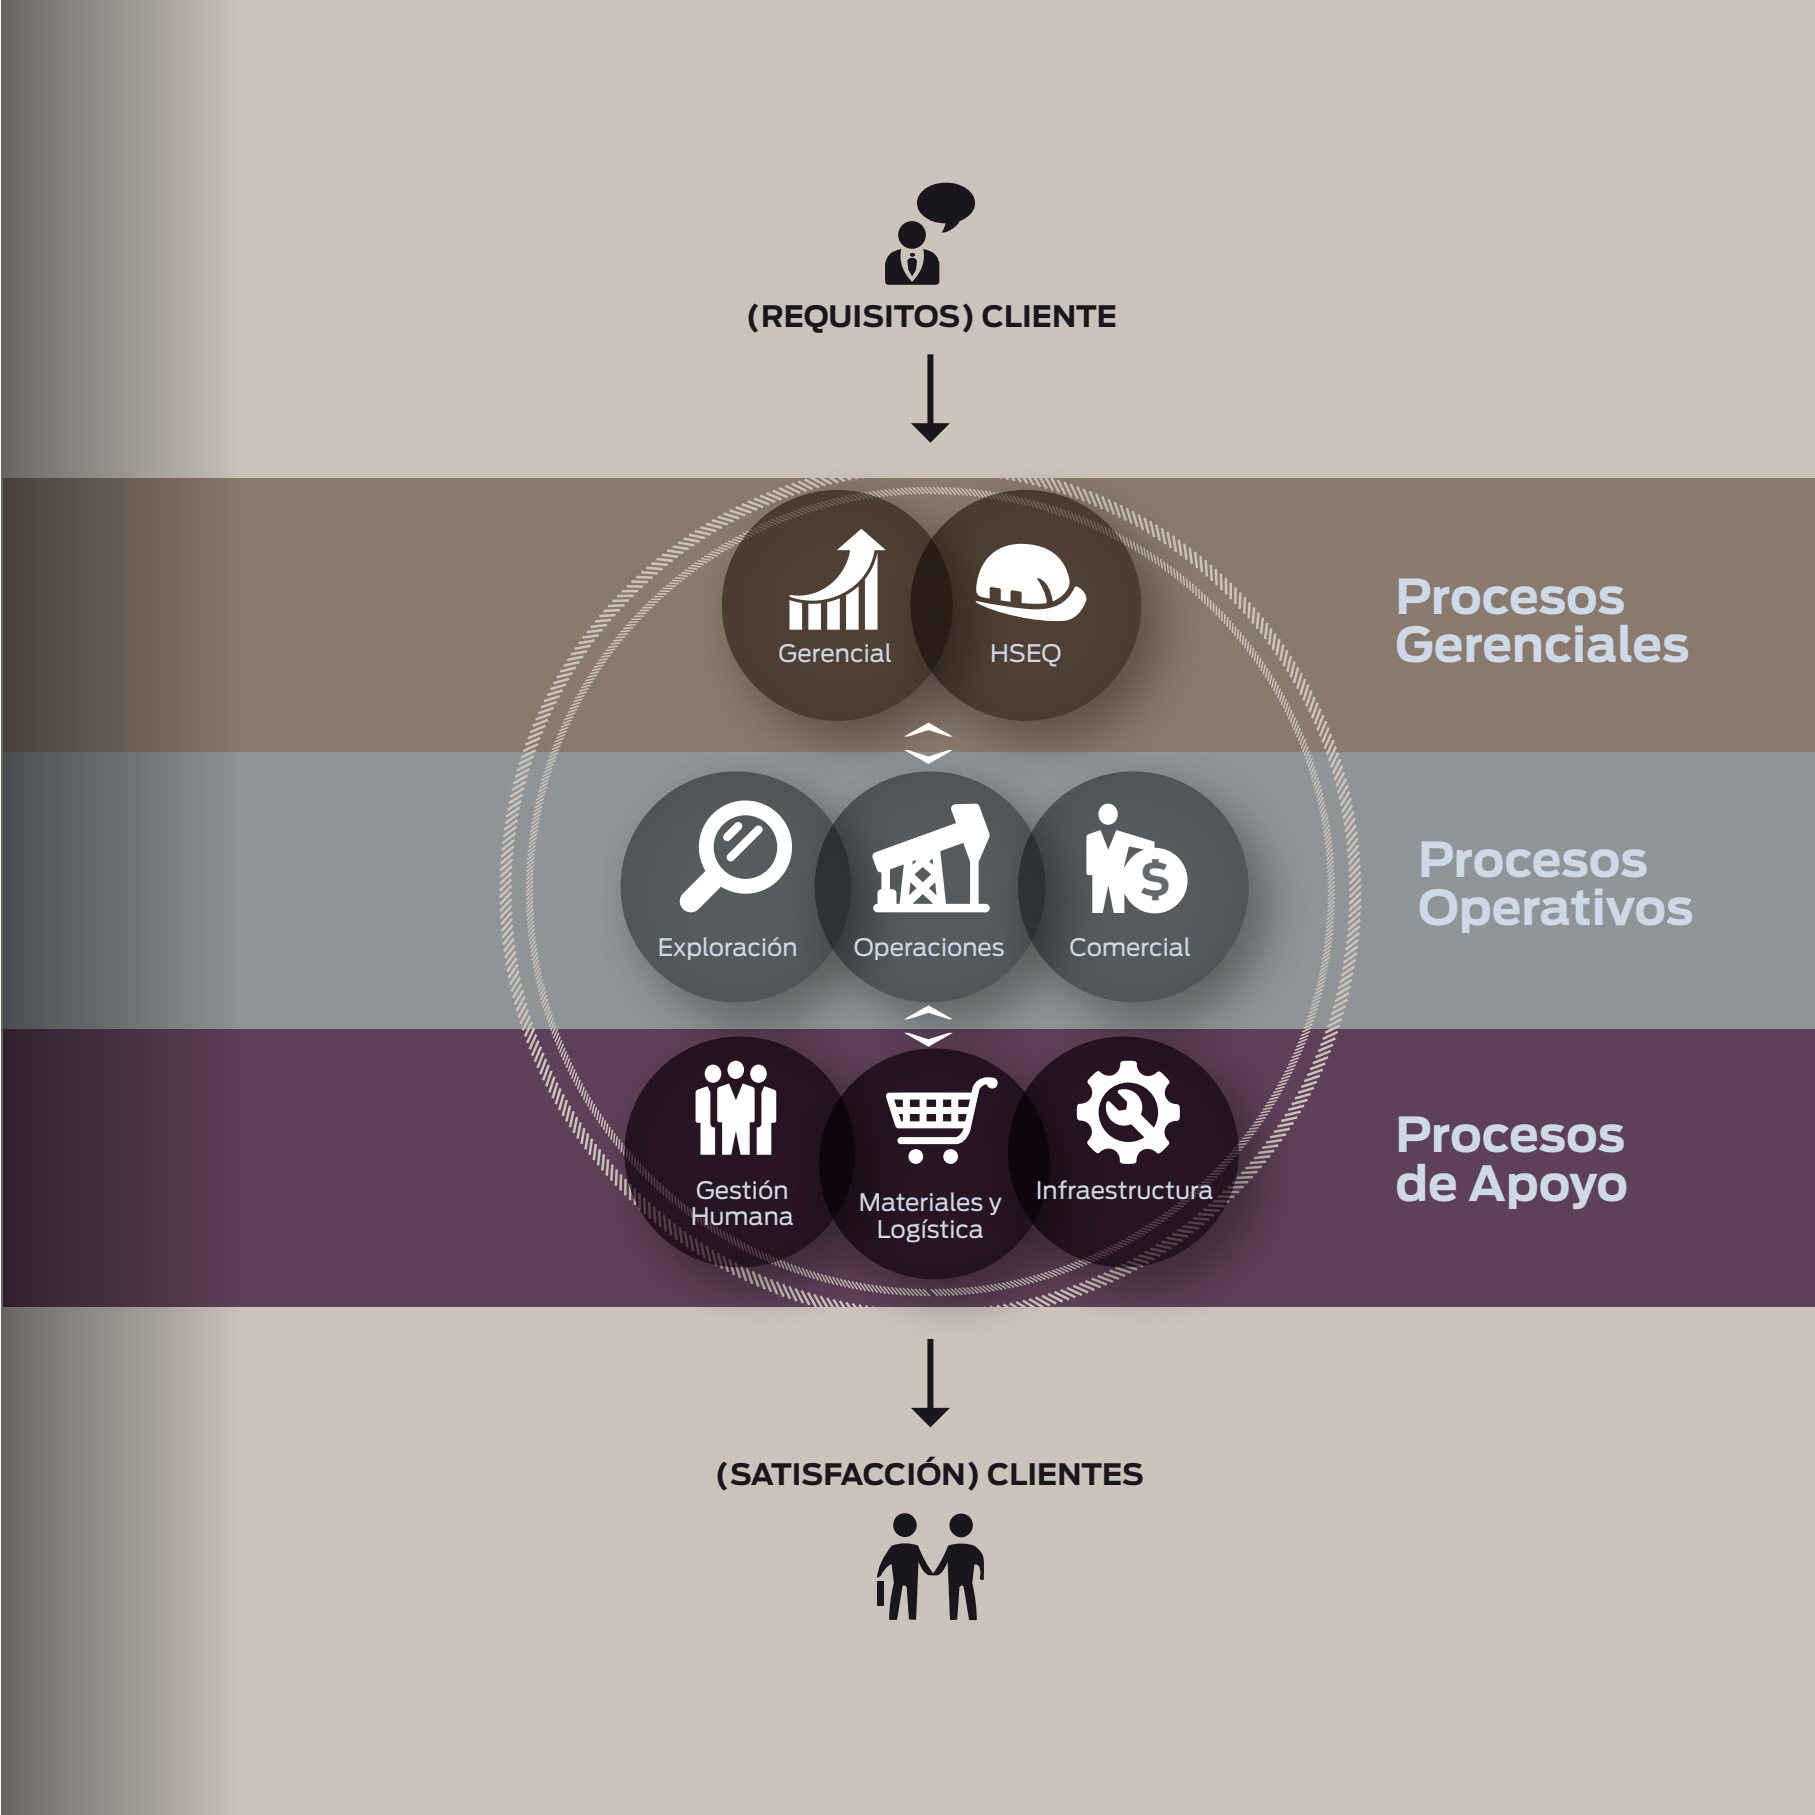 (REQUISITOS) CLIENTE
Gerencial
HSEQ
Procesos
Gerenciales
Exploración
Operaciones
Comercial
$
Procesos
Operativos
Gestión
Humana
Materiales y
Logística
Infraestructura
Procesos
de Apoyo
(SATISFACCIÓN) CLIENTES